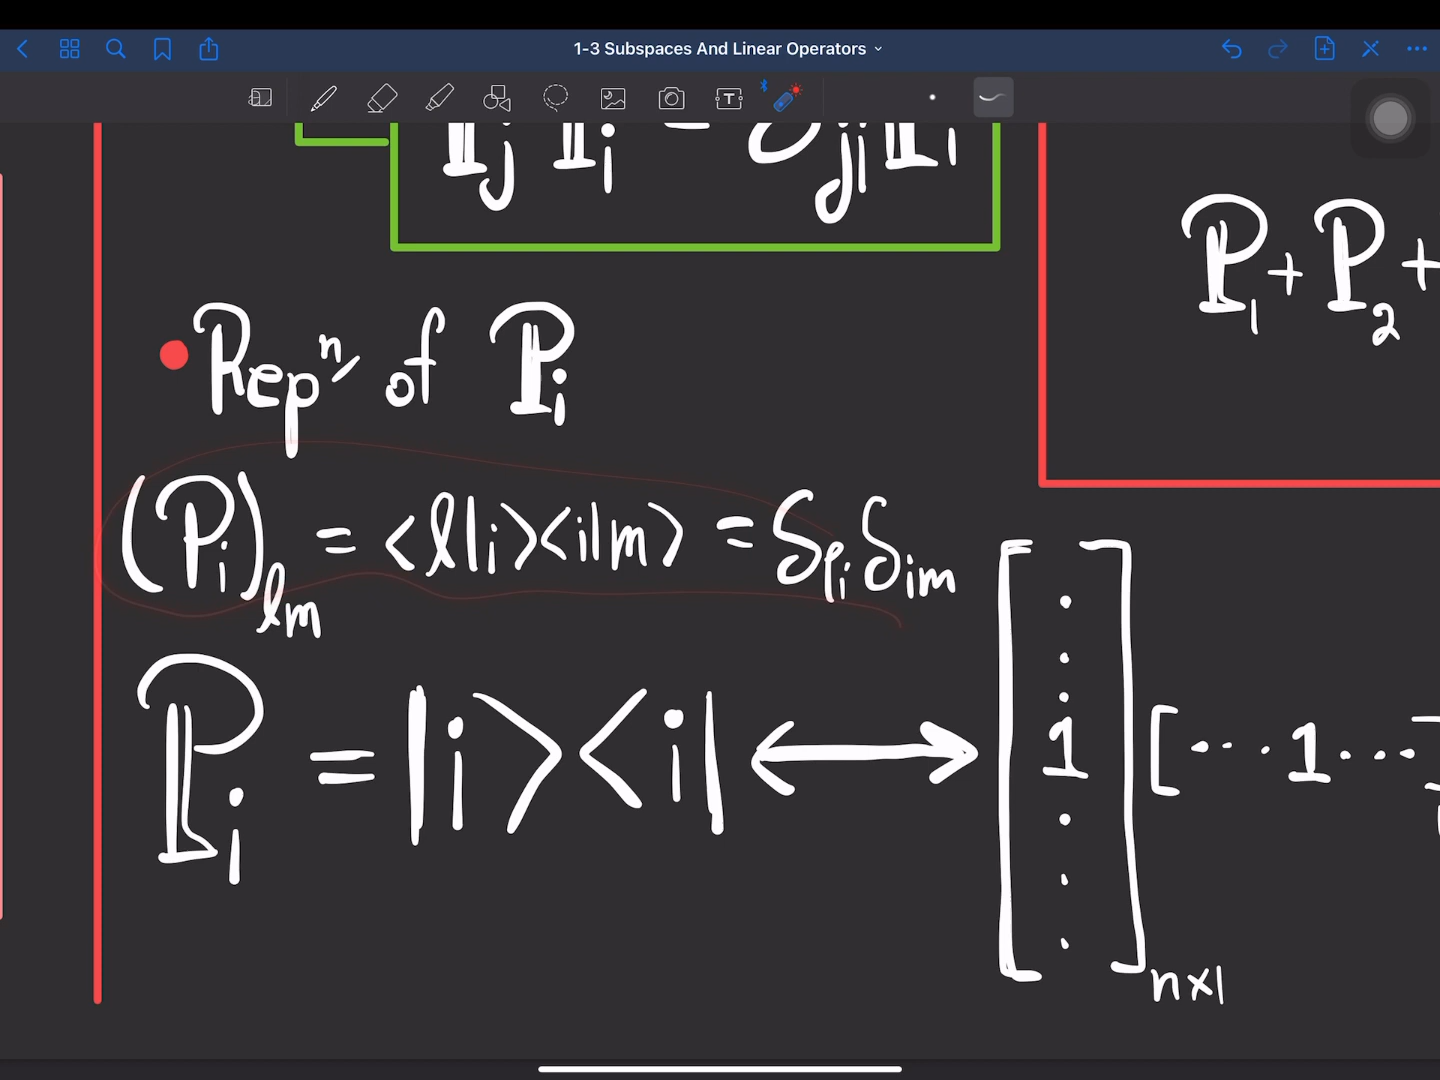 1-3 Subspaces And Linear Operators
ℙj ℙi = δji ℙi
ℙ1 + ℙ2 +
Repⁿ of ℙi
(Pi)lm = <l|i><i|m> = δli δim
ℙi = |i><i| ⟷ [ . . . 1 . . . ]n×1 [ ... 1 ... ]